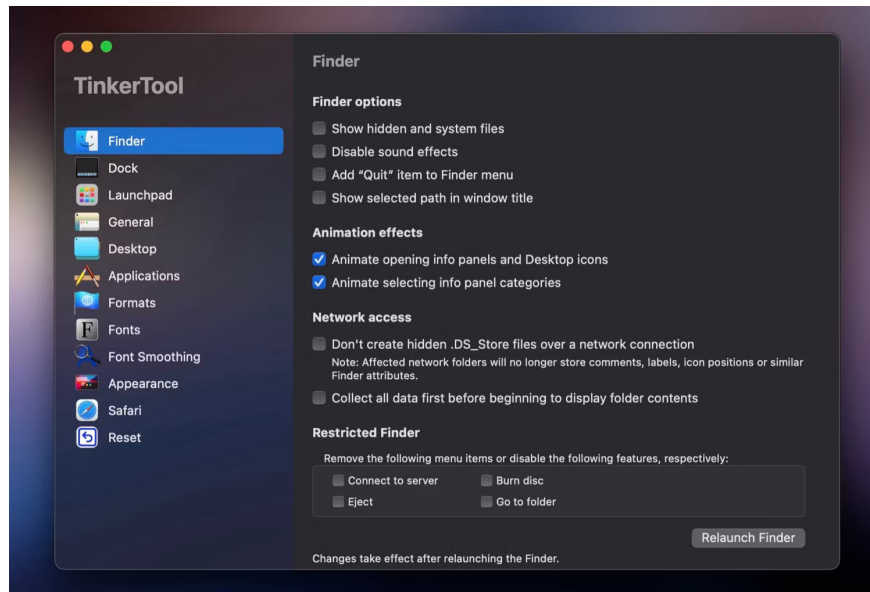 TinkerTool
Finder
Dock
Launchpad
General
Desktop
Applications
Formats
Fonts
Font Smoothing
Appearance
Safari
Reset
Finder
Finder options
Show hidden and system files
Disable sound effects
Add “Quit” item to Finder menu
Show selected path in window title
Animation effects
Animate opening info panels and Desktop icons
Animate selecting info panel categories
Network access
Don't create hidden .DS_Store files over a network connection
Note: Affected network folders will no longer store comments, labels, icon positions or similar
Finder attributes.
Collect all data first before beginning to display folder contents
Restricted Finder
Remove the following menu items or disable the following features, respectively:
Connect to server Burn disc
Eject Go to folder
Relaunch Finder
Changes take effect after relaunching the Finder.